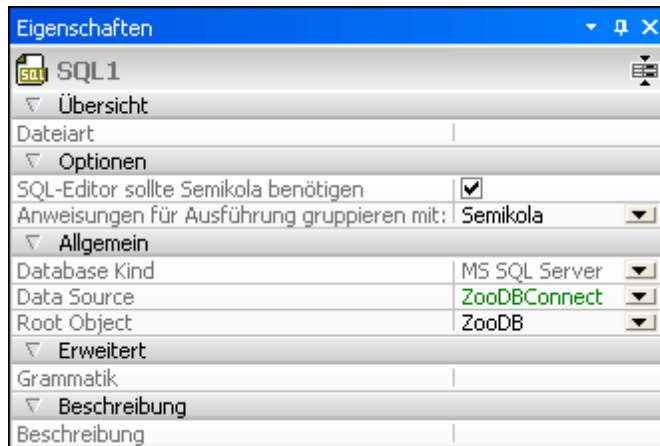 Eigenschaften
SQL1
Übersicht
Dateiart
Optionen
SQL-Editor sollte Semikola benötigen
Anweisungen für Ausführung gruppieren mit: Semikola
Allgemein
Database Kind MS SQL Server
Data Source ZooDBConnect
Root Object ZooDB
Erweitert
Grammatik
Beschreibung
Beschreibung